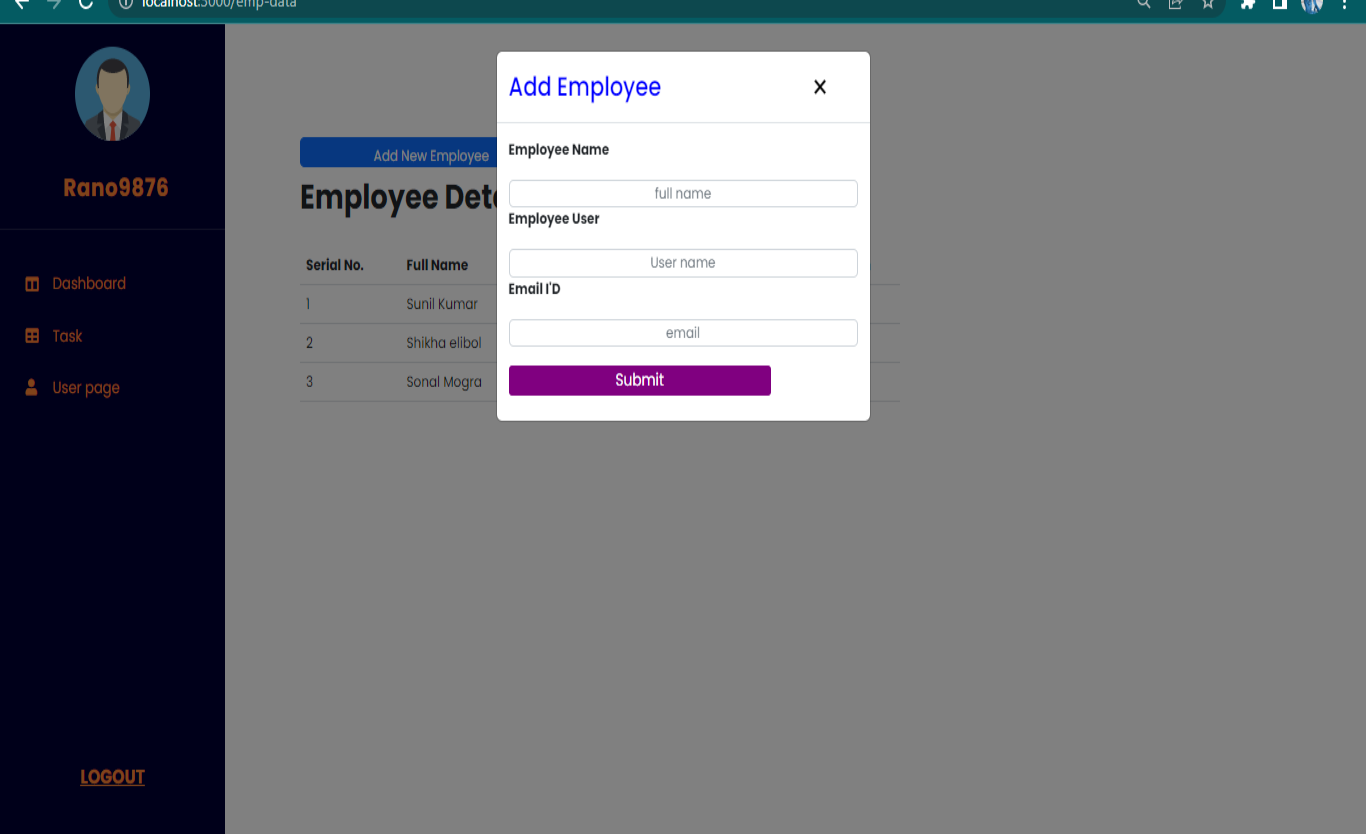 localhost:5000/emp-data
Rano9876
Dashboard
Task
User page
LOGOUT
Add New Employee
Employee
Serial No. Full Name
1 Sunil Kumar
2 Shikha elibol
3 Sonal Mogra
Add Employee
Employee Name
full name
Employee User
User name
Email I'D
email
Submit